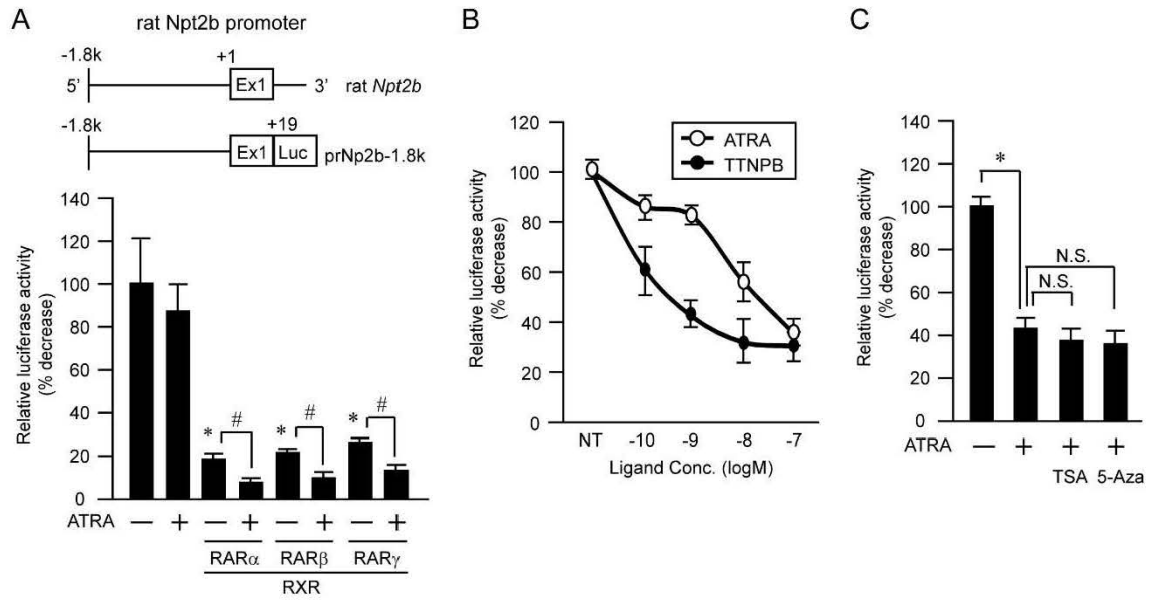 A
rat Npt2b promoter
-1.8k +1
5' Ex1 3' rat Npt2b
-1.8k +19
Ex1 Luc prNp2b-1.8k
Relative luciferase activity
(% decrease)
140
120
100
80
60
40
20
0
* # * # * #
ATRA — + — + — + — +
RARα RARβ RARγ
RXR
B
Relative luciferase activity
(% decrease)
120
100
80
60
40
20
0
ATRA
TTNPB
NT -10 -9 -8 -7
Ligand Conc. (logM)
C
Relative luciferase activity
(% decrease)
140
120
100
80
60
40
20
0
*
N.S.
N.S.
ATRA — + + +
TSA 5-Aza